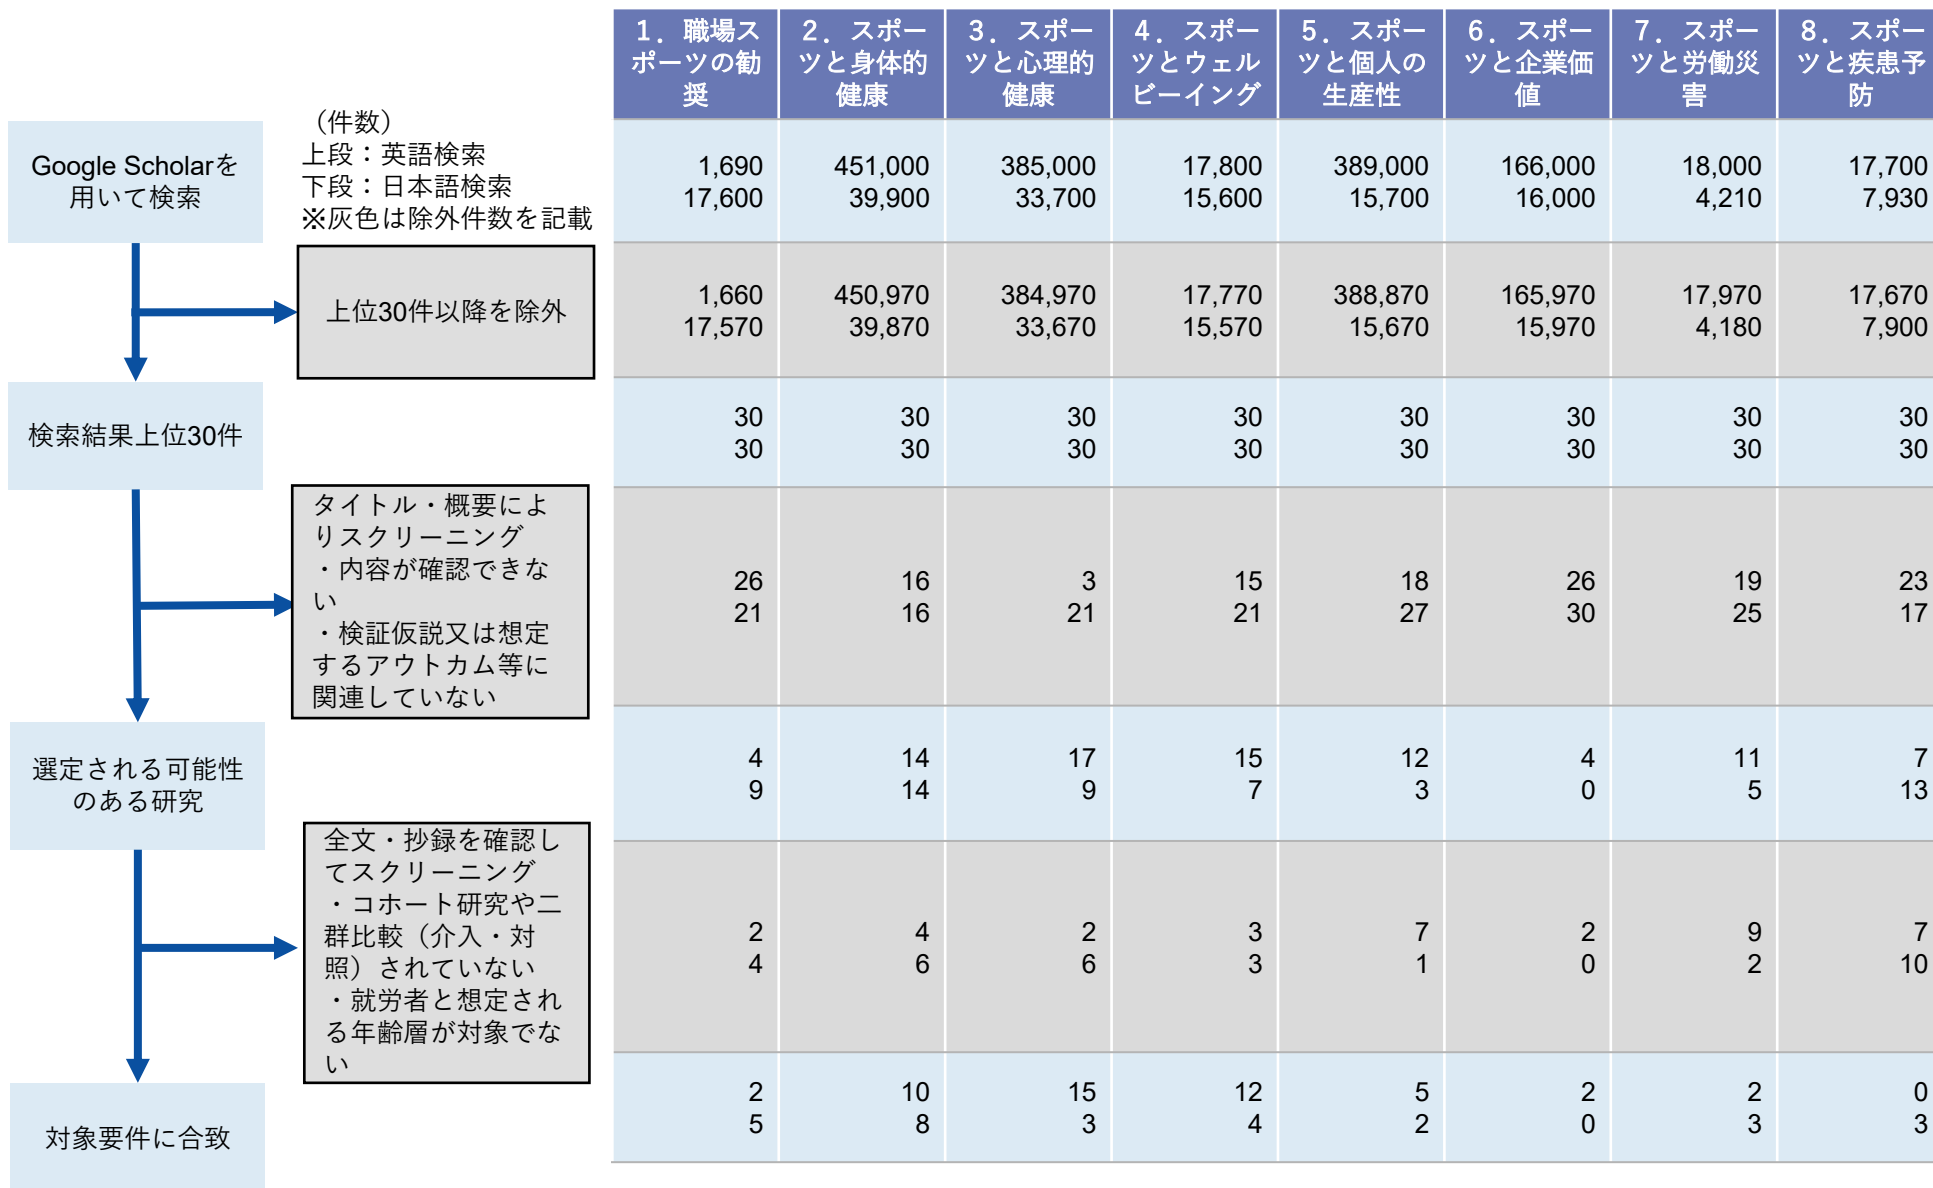 1．職場ス
ポーツの勧
奨
2．スポー
ツと身体的
健康
3．スポー
ツと心理的
健康
4．スポー
ツとウェル
ビーイング
5．スポー
ツと個人の
生産性
6．スポー
ツと企業価
値
7．スポー
ツと労働災
害
8．スポー
ツと疾患予
防
Google Scholarを
用いて検索
（件数）
上段：英語検索
下段：日本語検索
※灰色は除外件数を記載
1,690 451,000 385,000 17,800 389,000 166,000 18,000 17,700
17,600 39,900 33,700 15,600 15,700 16,000 4,210 7,930
上位30件以降を除外
1,660 450,970 384,970 17,770 388,870 165,970 17,970 17,670
17,570 39,870 33,670 15,570 15,670 15,970 4,180 7,900
検索結果上位30件
30 30 30 30 30 30 30 30
30 30 30 30 30 30 30 30
タイトル・概要によ
りスクリーニング
・内容が確認できな
い
・検証仮説又は想定
するアウトカム等に
関連していない
26 16 3 15 18 26 19 23
21 16 21 21 27 30 25 17
選定される可能性
のある研究
4 14 17 15 12 4 11 7
9 14 9 7 3 0 5 13
全文・抄録を確認し
てスクリーニング
・コホート研究や二
群比較（介入・対
照）されていない
・就労者と想定され
る年齢層が対象でな
い
2 4 2 3 7 2 9 7
4 6 6 3 1 0 2 10
対象要件に合致
2 10 15 12 5 2 2 0
5 8 3 4 2 0 3 3